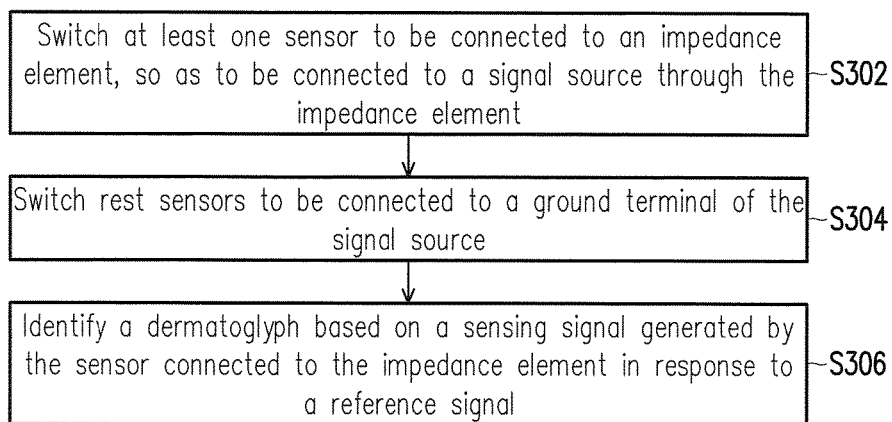 Switch at least one sensor to be connected to an impedance
element, so as to be connected to a signal source through the
impedance element
S302
Switch rest sensors to be connected to a ground terminal of the
signal source
S304
Identify a dermatoglyph based on a sensing signal generated by
the sensor connected to the impedance element in response to
a reference signal
S306